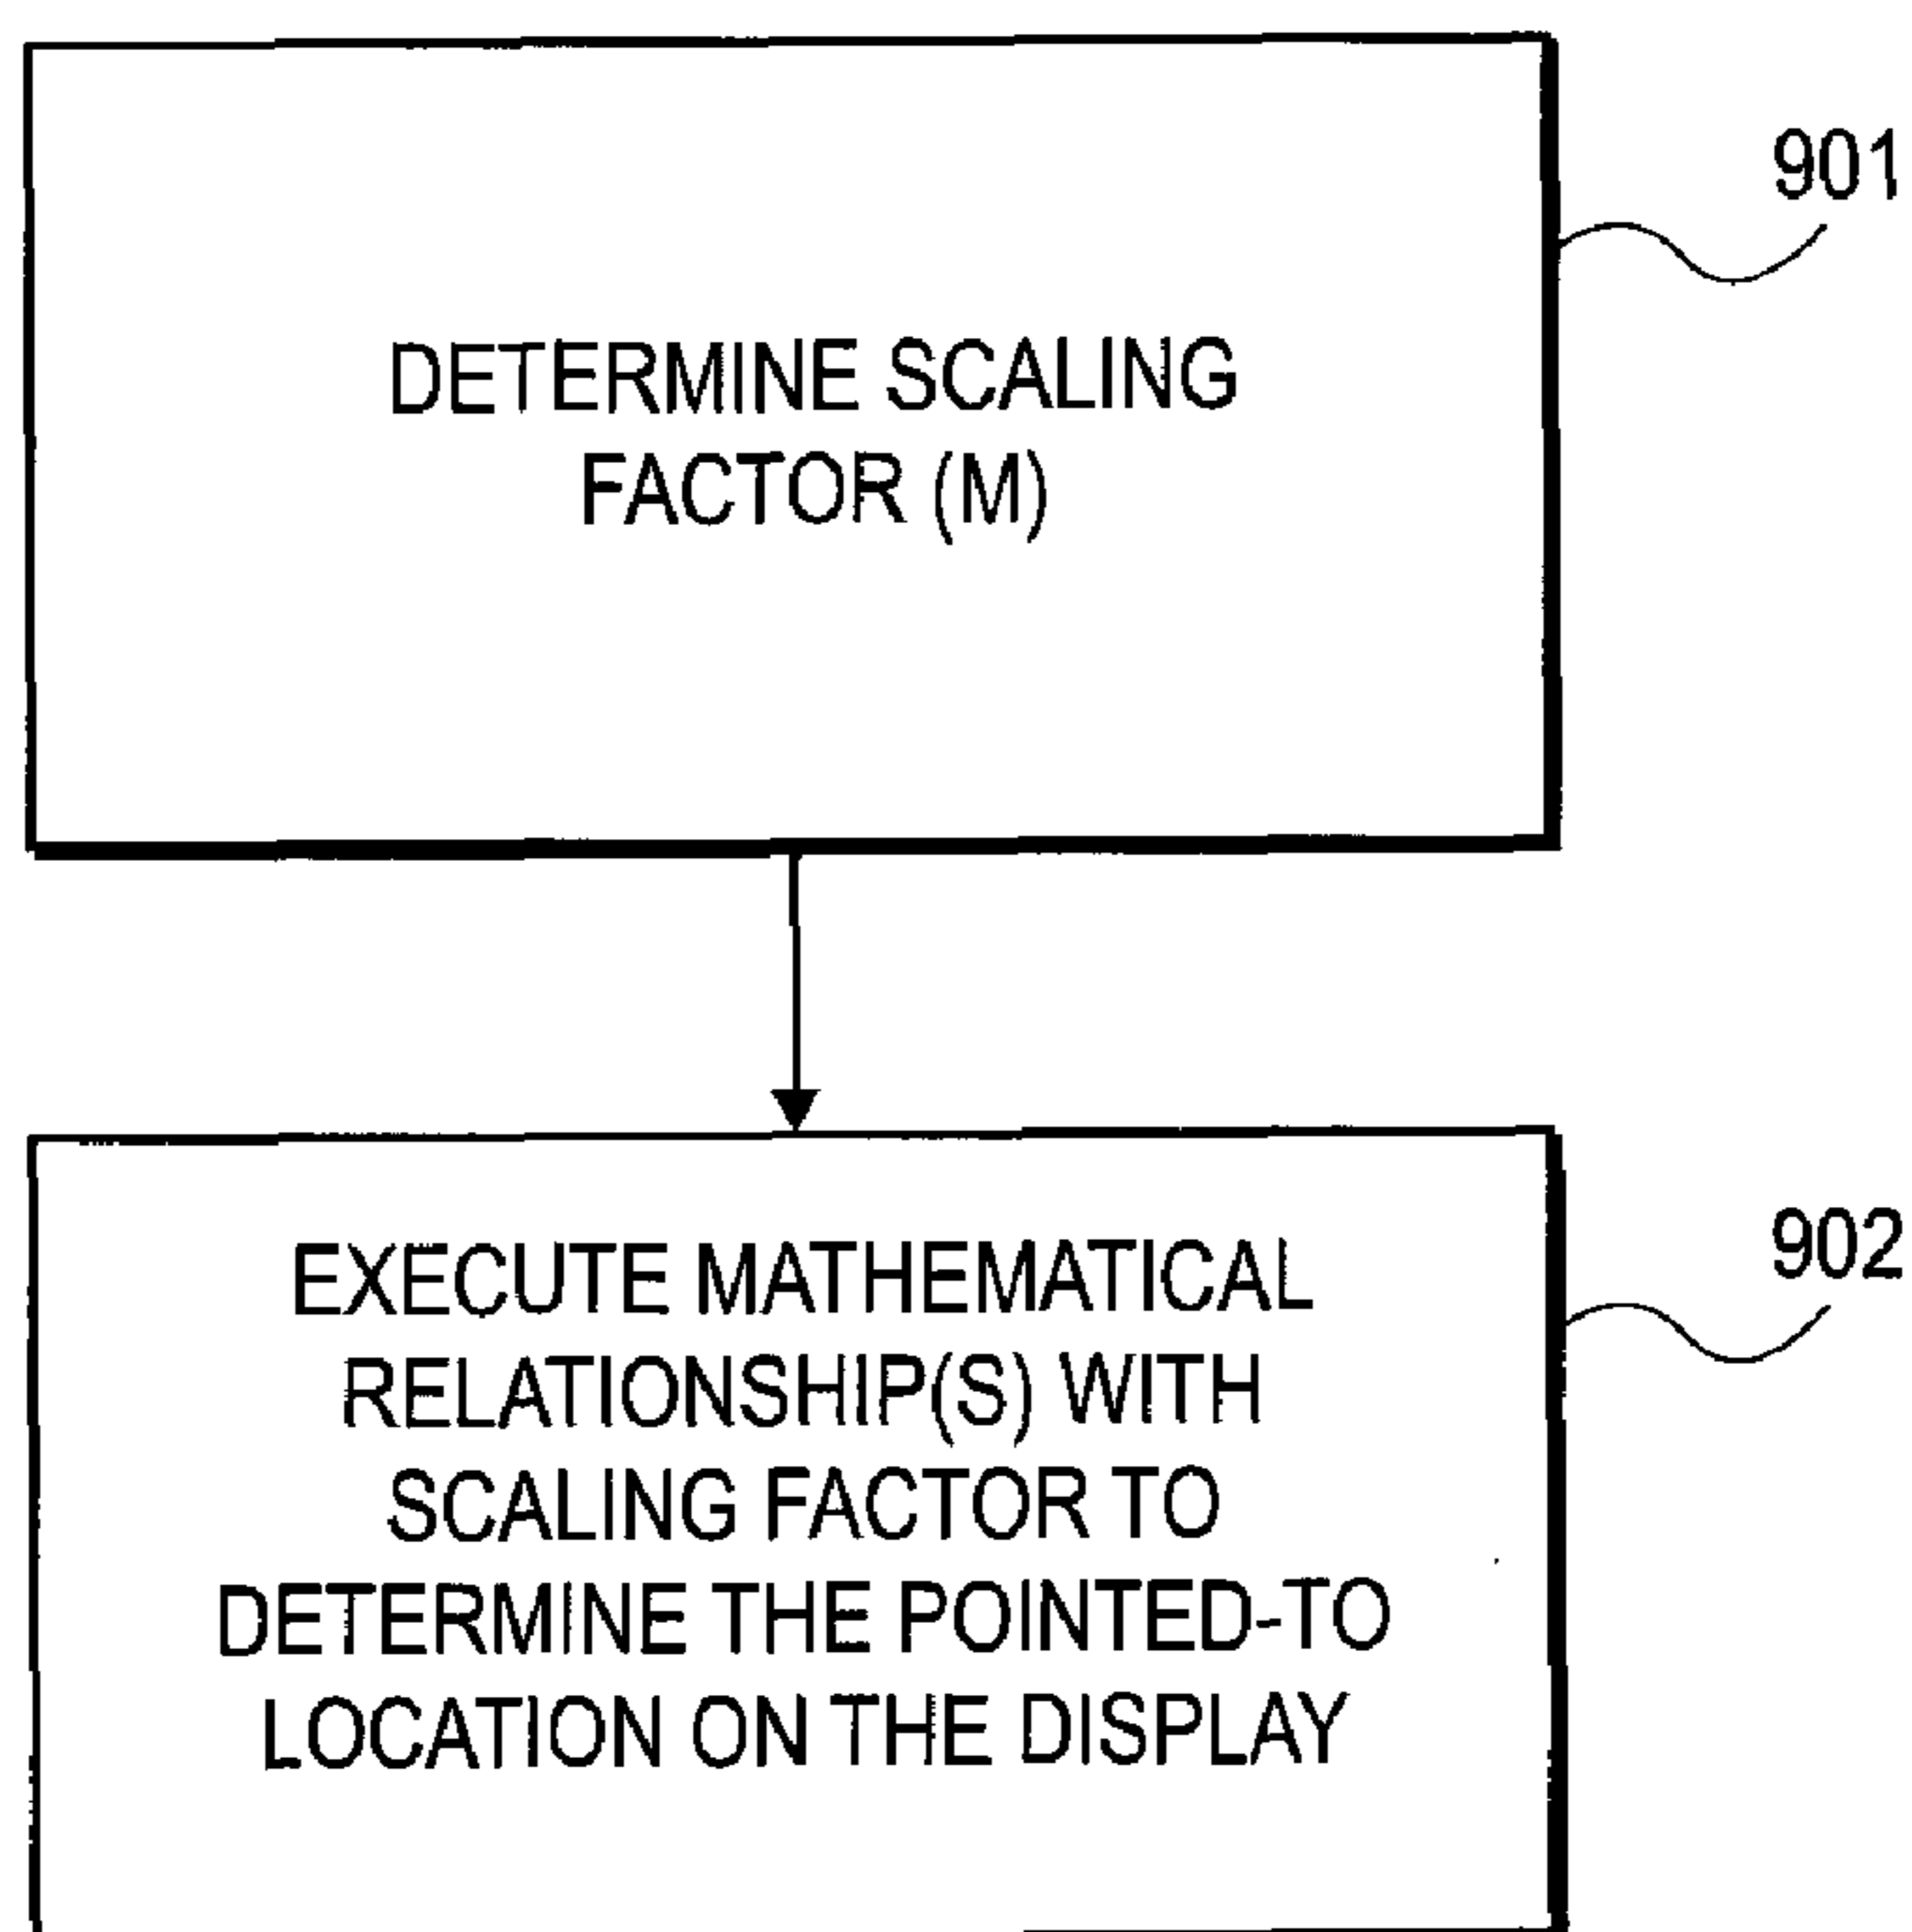 901
DETERMINE SCALING
FACTOR (M)
902
EXECUTE MATHEMATICAL
RELATIONSHIP(S) WITH
SCALING FACTOR TO
DETERMINE THE POINTED-TO
LOCATION ON THE DISPLAY